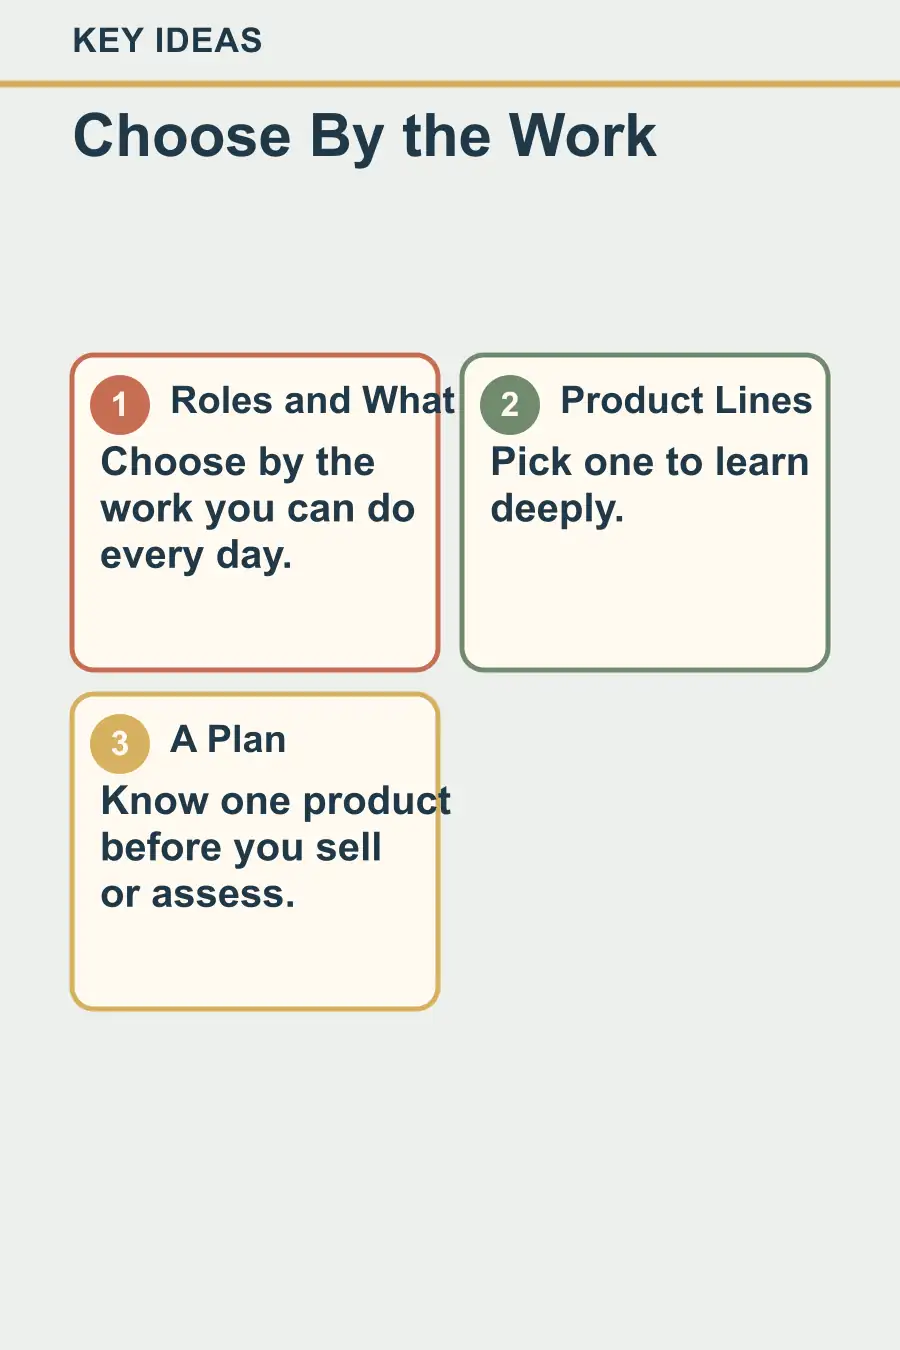 KEY IDEAS
Choose By the Work
1 Roles and What
Choose by the
work you can do
every day.
2 Product Lines
Pick one to learn
deeply.
3 A Plan
Know one product
before you sell
or assess.